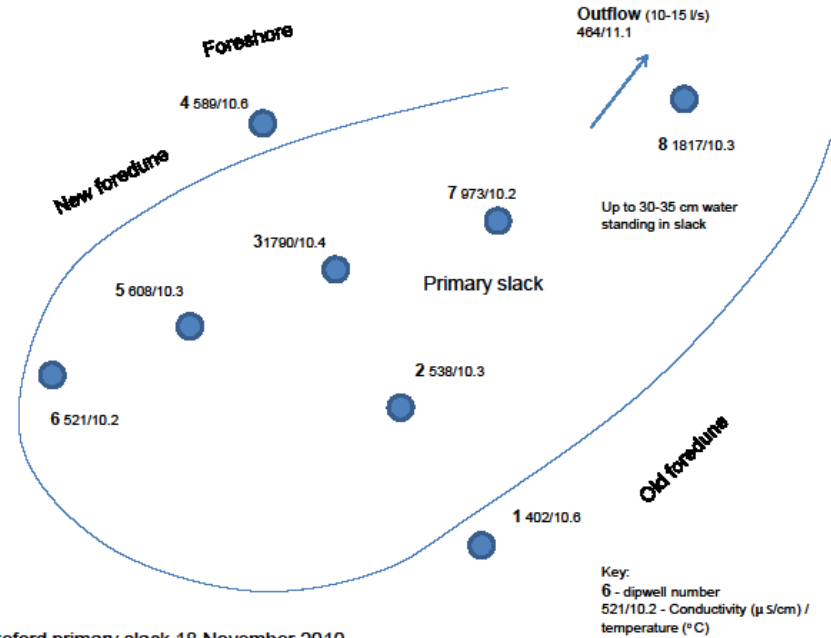 Outflow (10-15 l/s)
464/11.1
Foreshore
4 589/10.6
8 1817/10.3
New foredune
7 973/10.2
Up to 30-35 cm water
standing in slack
31790/10.4
Primary slack
5 608/10.3
2 538/10.3
6 521/10.2
Old foredune
1 402/10.6
Key:
6 - dipwell number
521/10.2 - Conductivity (µ s/cm) /
temperature (º C)
primary slack 18 November 2010